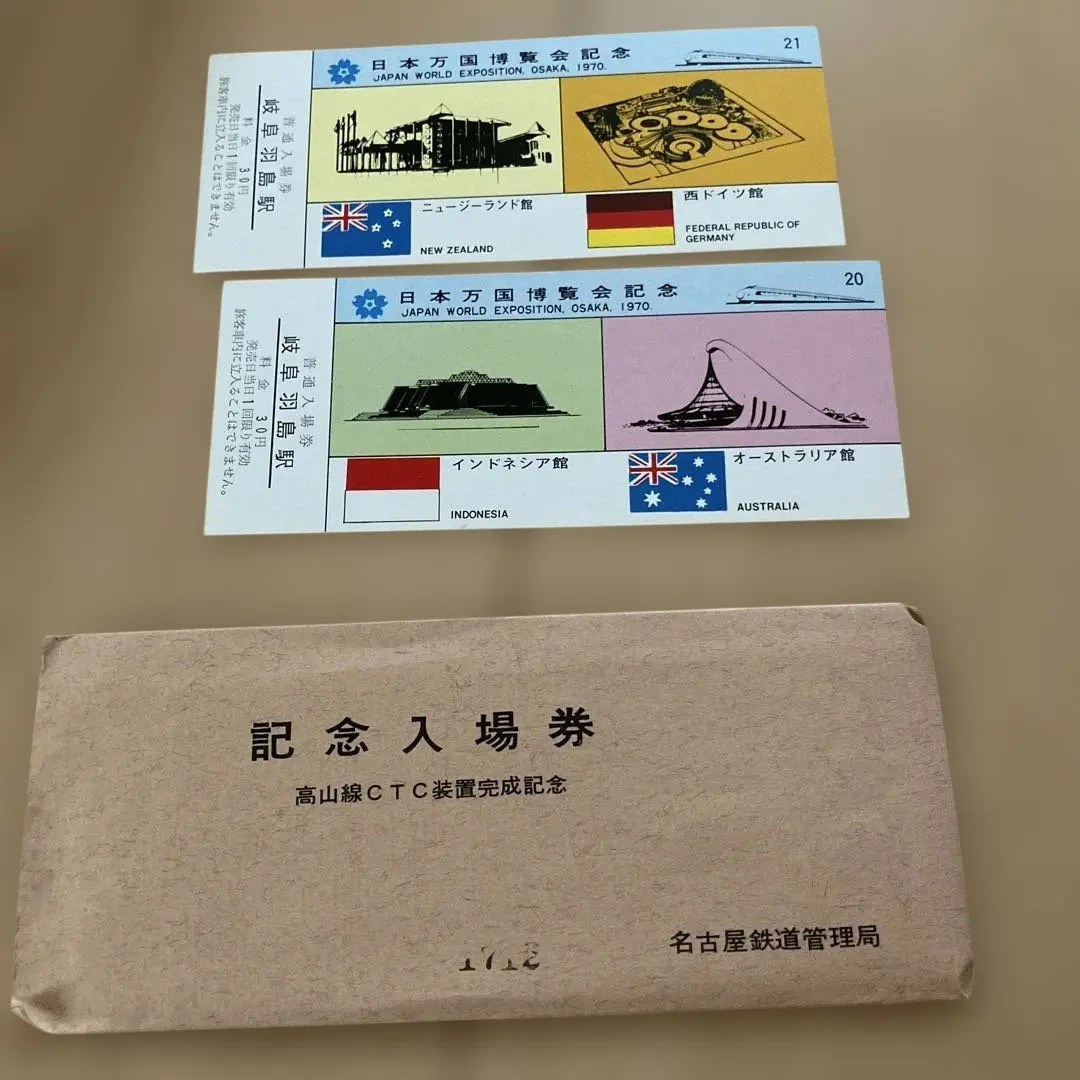 日本万国博覧会記念
JAPAN WORLD EXPOSITION, OSAKA, 1970.
21
普通入場券
岐阜羽島駅
料金 30円
発売日当日1回限り有効
旅客車内に立入ることはできません。
ニュージーランド館
NEW ZEALAND
西ドイツ館
FEDERAL REPUBLIC OF
GERMANY
日本万国博覧会記念
JAPAN WORLD EXPOSITION, OSAKA, 1970.
20
普通入場券
岐阜羽島駅
料金 30円
発売日当日1回限り有効
旅客車内に立入ることはできません。
インドネシア館
INDONESIA
オーストラリア館
AUSTRALIA
記念入場券
高山線CTC装置完成記念
名古屋鉄道管理局